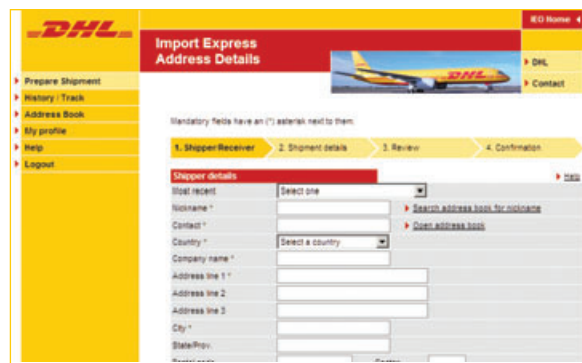 DHL
IEO Home
Import Express
Address Details
DHL
Contact
Prepare Shipment
History / Track
Address Book
My profile
Help
Logout
Mandatory fields have an (*) asterisk next to them.
1. Shipper/Receiver
2. Shipment details
3. Review
4. Confirmation
Shipper details
Help
Most recent
Select one
Nickname *
Search address book for nickname
Contact *
Open address book
Country *
Select a country
Company name *
Address line 1 *
Address line 2
Address line 3
City *
State/Prov.
Postal code